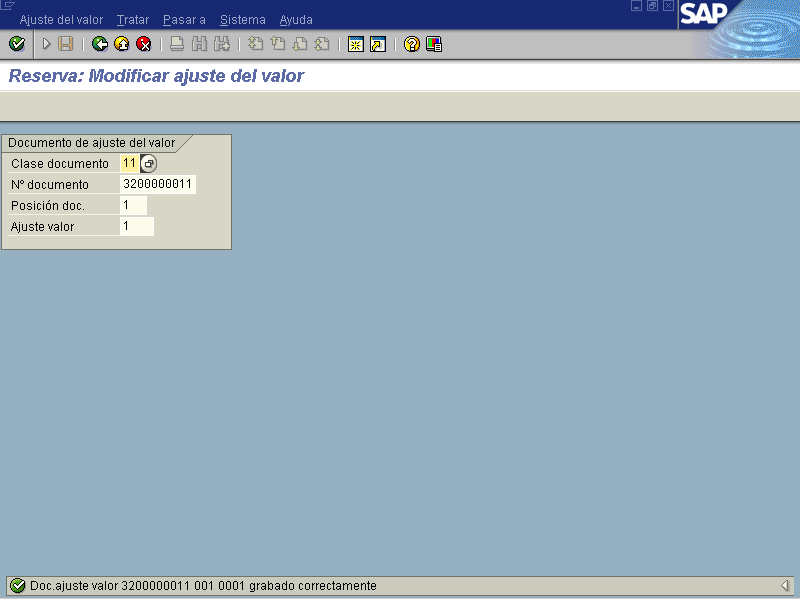 Ajuste del valor Tratar Pasar a Sistema Ayuda
SAP
Reserva: Modificar ajuste del valor
Documento de ajuste del valor
Clase documento 11
Nº documento 3200000011
Posición doc. 1
Ajuste valor 1
Doc.ajuste valor 3200000011 001 0001 grabado correctamente